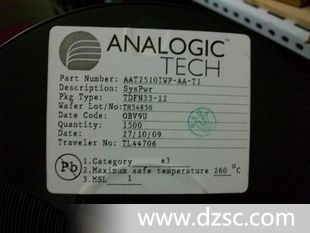 ANALOGIC
TECH
Part Number: AAT2510IWP-AA-T1
Description: SysPwr
Pkg Type: TDFN33-12
Wafer Lot/No: TH54850
Date Code: OBV9U
Quantity: 1500
Date: 27/10/09
Traveler No: TL44706
Pb
1.Category e3
2.Maximum safe temperature 260°C
3.MSL 1
www.dzsc.com